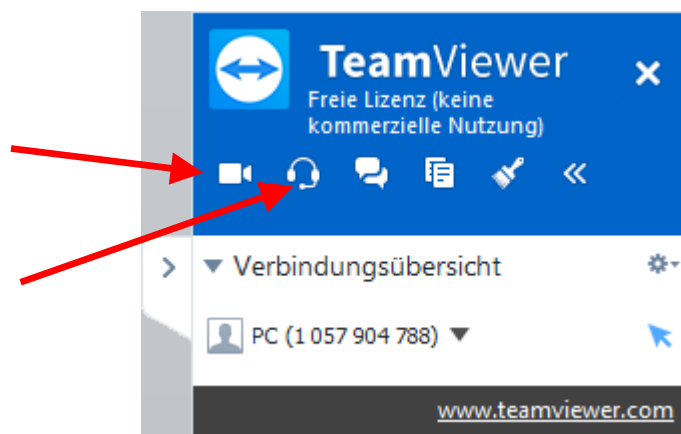 TeamViewer
Freie Lizenz (keine
kommerzielle Nutzung)
Verbindungsübersicht
PC (1 057 904 788)
www.teamviewer.com